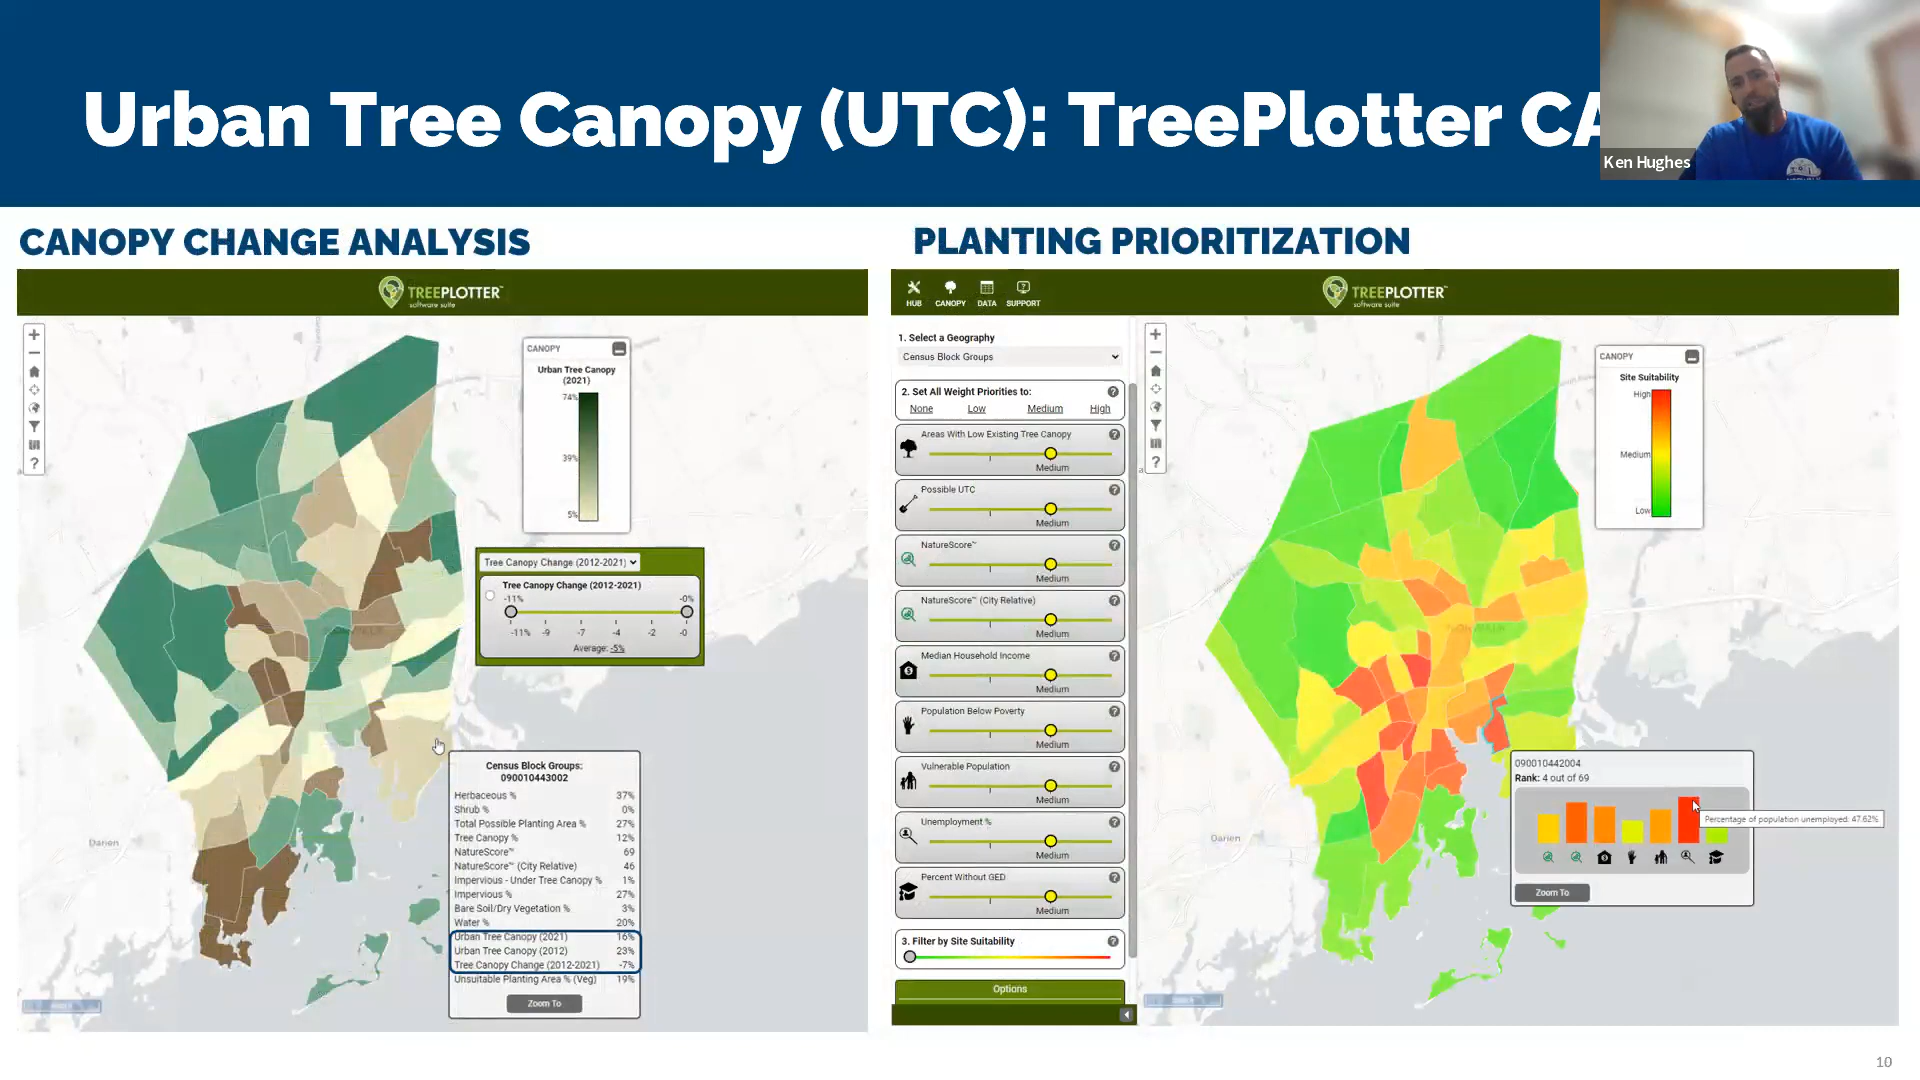 Urban Tree Canopy (UTC): TreePlotter CA
Ken Hughes
CANOPY CHANGE ANALYSIS
TREEPLOTTER™
software suite
CANOPY
Urban Tree Canopy
(2021)
74%
39%
5%
Tree Canopy Change (2012-2021)
Tree Canopy Change (2012-2021)
-11%
-0%
-11% -9 -7 -4 -2 -0
Average: -5%
Census Block Groups:
090010443002
Herbaceous % 37%
Shrub % 0%
Total Possible Planting Area % 27%
Tree Canopy % 12%
NatureScore™ 69
NatureScore™ (City Relative) 46
Impervious - Under Tree Canopy % 1%
Impervious % 27%
Bare Soil/Dry Vegetation % 3%
Water % 20%
Urban Tree Canopy (2021) 16%
Urban Tree Canopy (2012) 23%
Tree Canopy Change (2012-2021) -7%
Unsuitable Planting Area % (Veg) 19%
Zoom To
Darien
PLANTING PRIORITIZATION
HUB CANOPY DATA SUPPORT
TREEPLOTTER™
software suite
1. Select a Geography
Census Block Groups
2. Set All Weight Priorities to:
None Low Medium High
Areas With Low Existing Tree Canopy
Medium
Possible UTC
Medium
NatureScore™
Medium
NatureScore™ (City Relative)
Medium
Median Household Income
Medium
Population Below Poverty
Medium
Vulnerable Population
Medium
Unemployment %
Medium
Percent Without GED
Medium
3. Filter by Site Suitability
Options
CANOPY
Site Suitability
High
Medium
Low
090010442004
Rank: 4 out of 69
Percentage of population unemployed: 47.62%
Zoom To
Darien
10